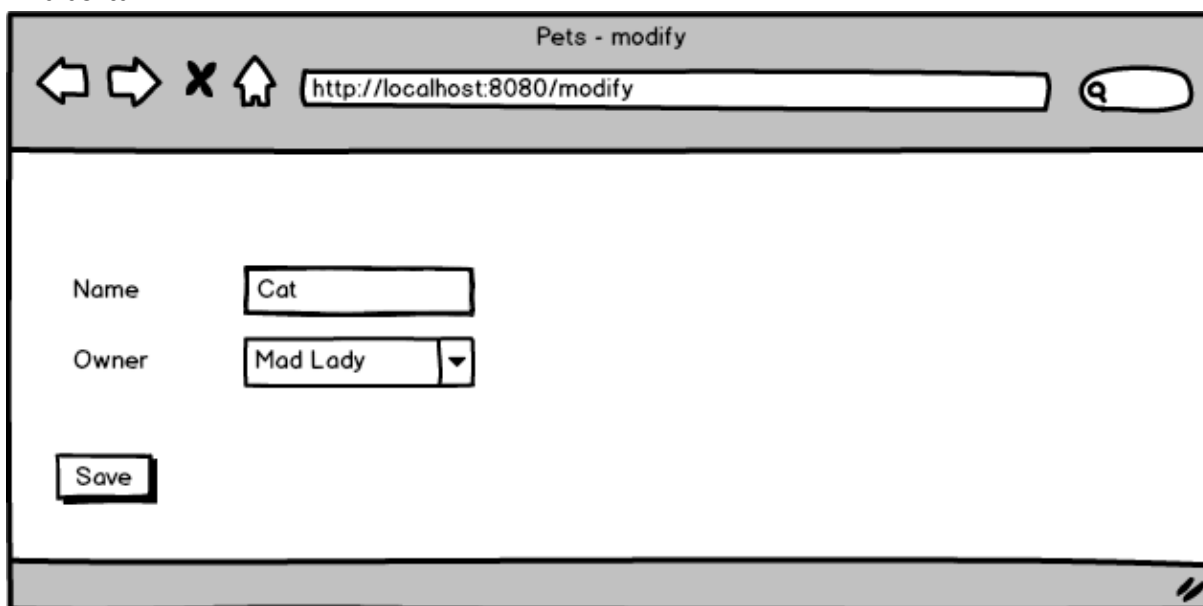 Pets - modify
http://localhost:8080/modify
Name Cat
Owner Mad Lady
Save